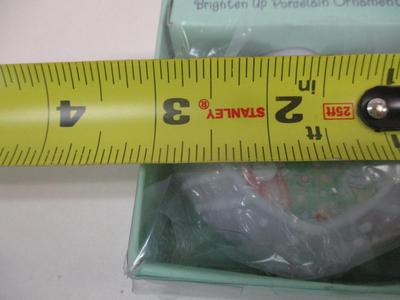 Brighten Up Porcelain Ornament
4
3
STANLEY®
2
in
ft
25ft
1